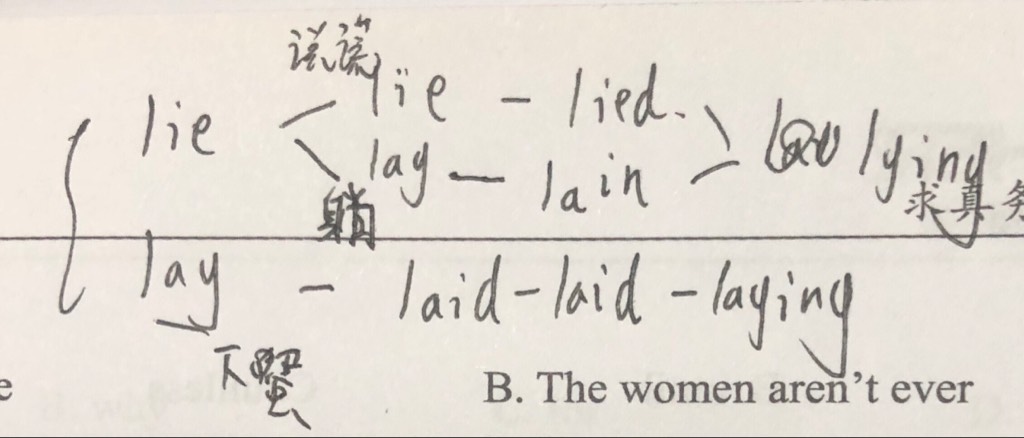 说谎
lie lie - lied.
lay - lain lying
躺
求真务
lay - laid - laid - laying
下蛋
e B. The women aren't ever